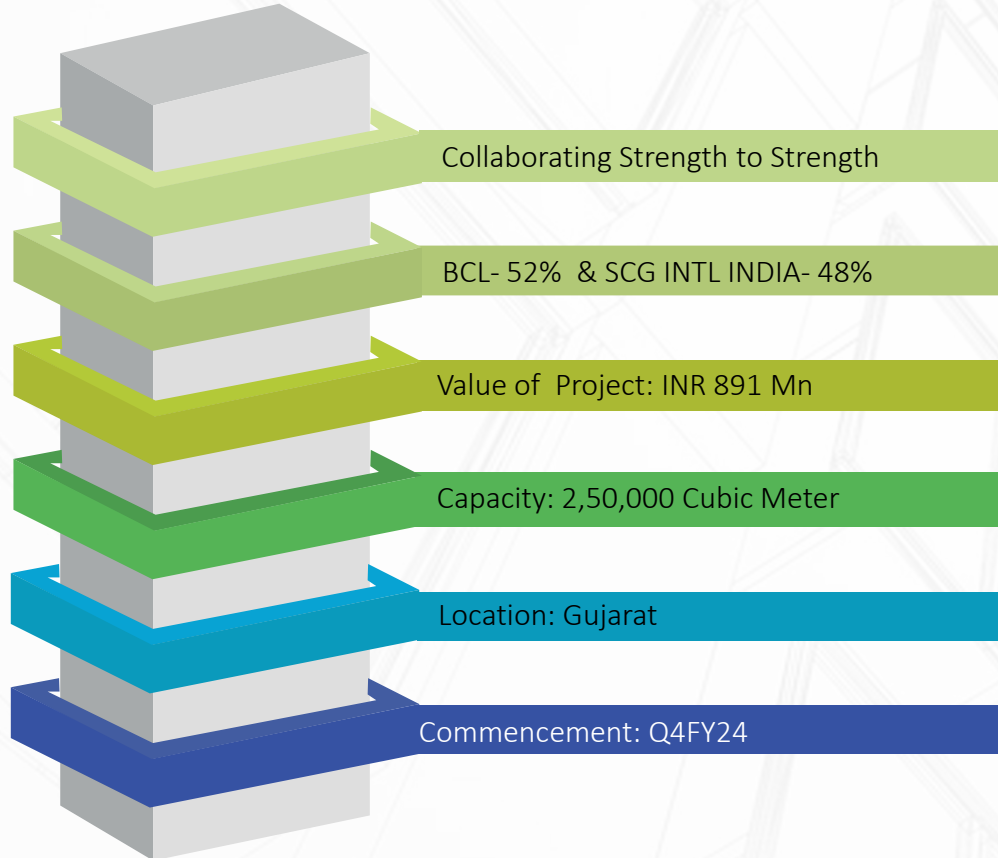 Collaborating Strength to Strength
BCL- 52% & SCG INTL INDIA- 48%
Value of Project: INR 891 Mn
Capacity: 2,50,000 Cubic Meter
Location: Gujarat
Commencement: Q4FY24